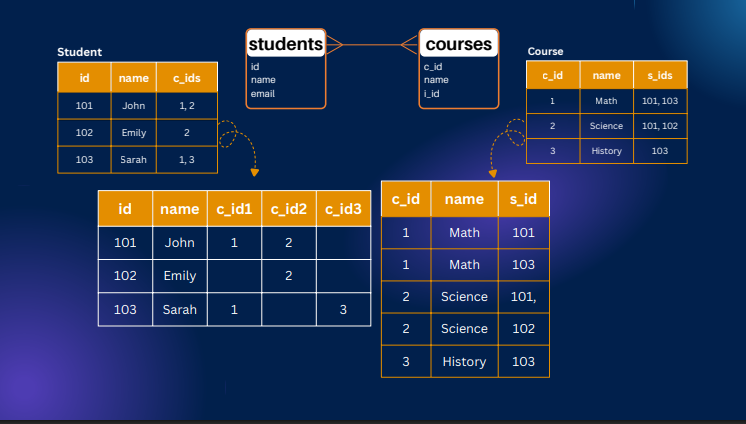 students
id
name
email
courses
c_id
name
i_id
Student
id name c_ids
101 John 1, 2
102 Emily 2
103 Sarah 1, 3
Course
c_id name s_ids
1 Math 101, 103
2 Science 101, 102
3 History 103
id name c_id1 c_id2 c_id3
101 John 1 2
102 Emily 2
103 Sarah 1 3
c_id name s_id
1 Math 101
1 Math 103
2 Science 101,
2 Science 102
3 History 103